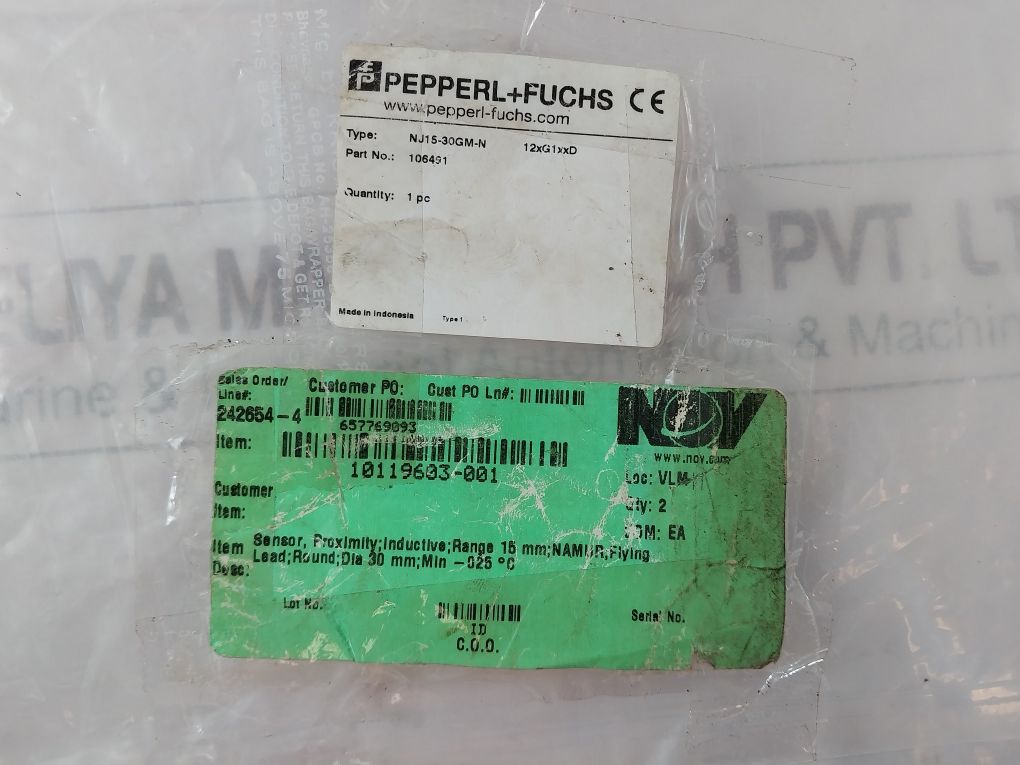 PEPPERL+FUCHS CE
www.pepperl-fuchs.com
Type: NJ15-30GM-N 12xG1xxD
Part No.: 106491
Quantity: 1 pc
Made in Indonesia Type 1
LIYA M H PVT. LT
rine & & Machin
Sales Order/ Customer PO: Cust PO Ln#:
Line#:
242654-4
657769093
NOV
www.nov.com
Item:
10119603-001
Loc: VLM
Customer
Item:
Qty: 2
UOM: EA
Item Sensor, Proximity;Inductive;Range 15 mm;NAMUR;Flying
Desc: Lead;Round;Dia 30 mm;Min -025 °C
Lot No. Serial No.
ID
C.O.O.